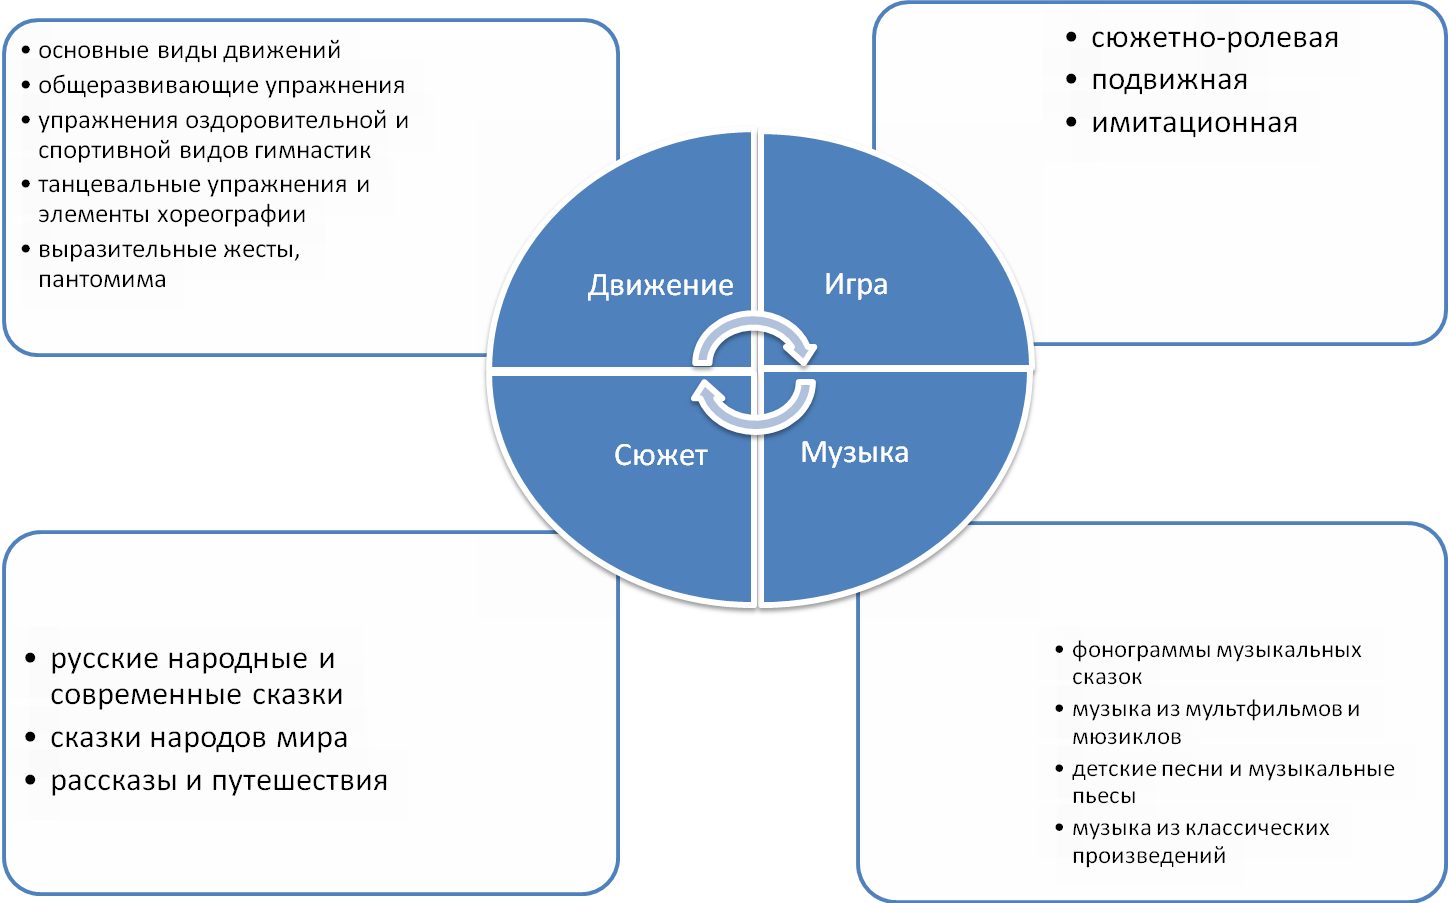 • основные виды движений
• общеразвивающие упражнения
• упражнения оздоровительной и
спортивной видов гимнастик
• танцевальные упражнения и
элементы хореографии
• выразительные жесты,
пантомима
• сюжетно-ролевая
• подвижная
• имитационная
Движение
Игра
Сюжет
Музыка
• русские народные и
современные сказки
• сказки народов мира
• рассказы и путешествия
• фонограммы музыкальных
сказок
• музыка из мультфильмов и
мюзиклов
• детские песни и музыкальные
пьесы
• музыка из классических
произведений